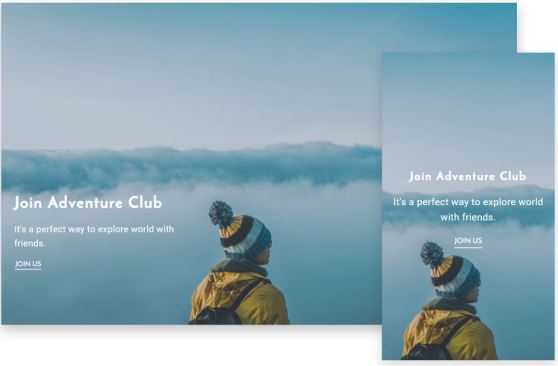 Join Adventure Club
It's a perfect way to explore world with
friends.
JOIN US
Join Adventure Club
It's a perfect way to explore world
with friends.
JOIN US